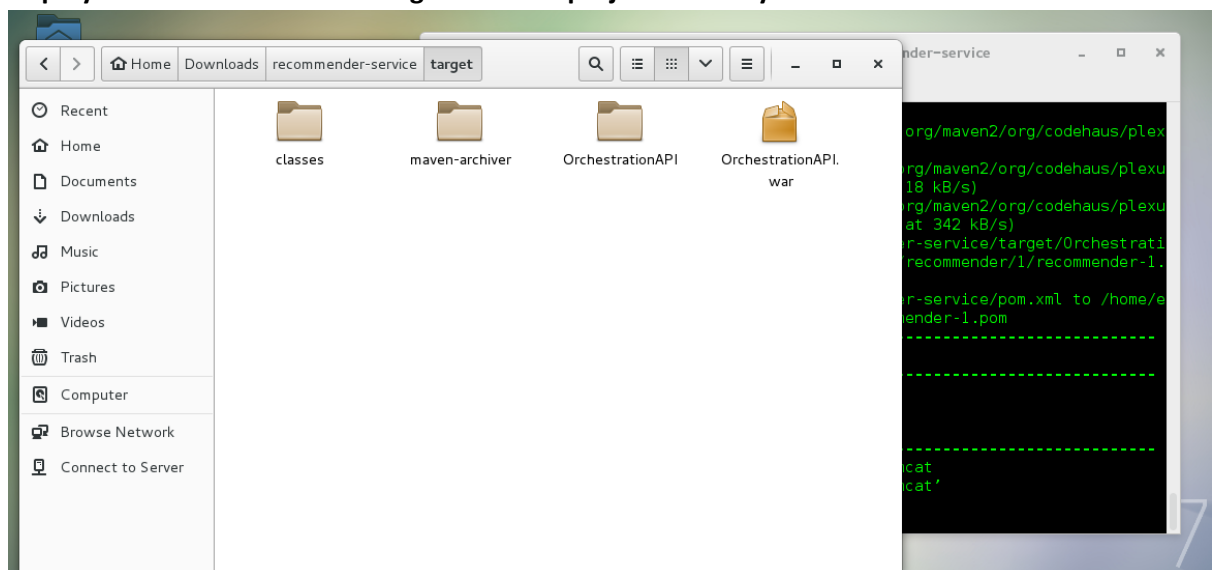 Home Downloads recommender-service target
nder-service
Recent
Home
Documents
Downloads
Music
Pictures
Videos
Trash
Computer
Browse Network
Connect to Server
classes
maven-archiver
OrchestrationAPI
OrchestrationAPI.
war
org/maven2/org/codehaus/plex
rg/maven2/org/codehaus/plexu
18 kB/s)
rg/maven2/org/codehaus/plexu
at 342 kB/s)
r-service/target/Orchestrati
/recommender/1/recommender-1.
r-service/pom.xml to /home/e
ender-1.pom
----------------------------
----------------------------
----------------------------
cat
cat'
7